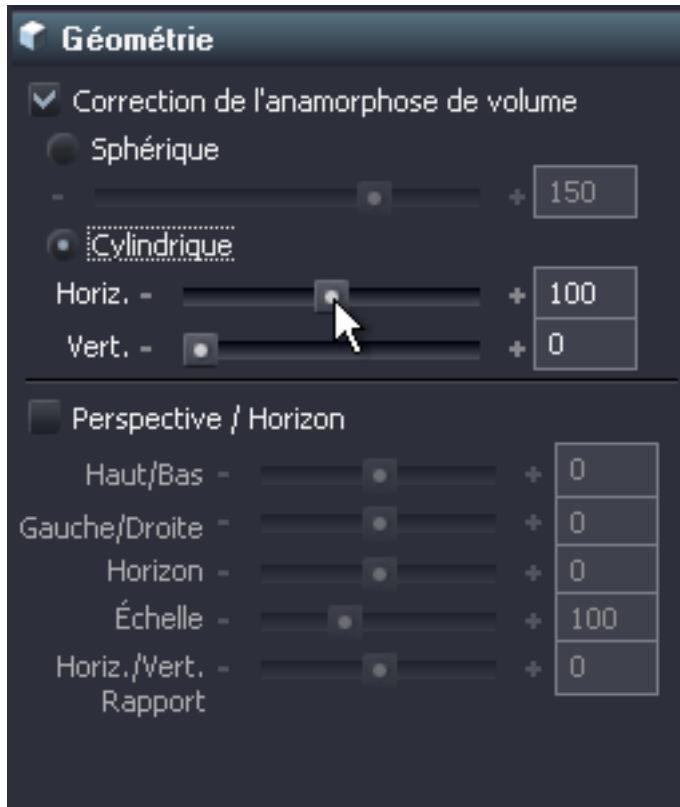 Géométrie
Correction de l'anamorphose de volume
Sphérique
- + 150
Cylindrique
Horiz. - + 100
Vert. - + 0
Perspective / Horizon
Haut/Bas - + 0
Gauche/Droite - + 0
Horizon - + 0
Échelle - + 100
Horiz./Vert. - + 0
Rapport